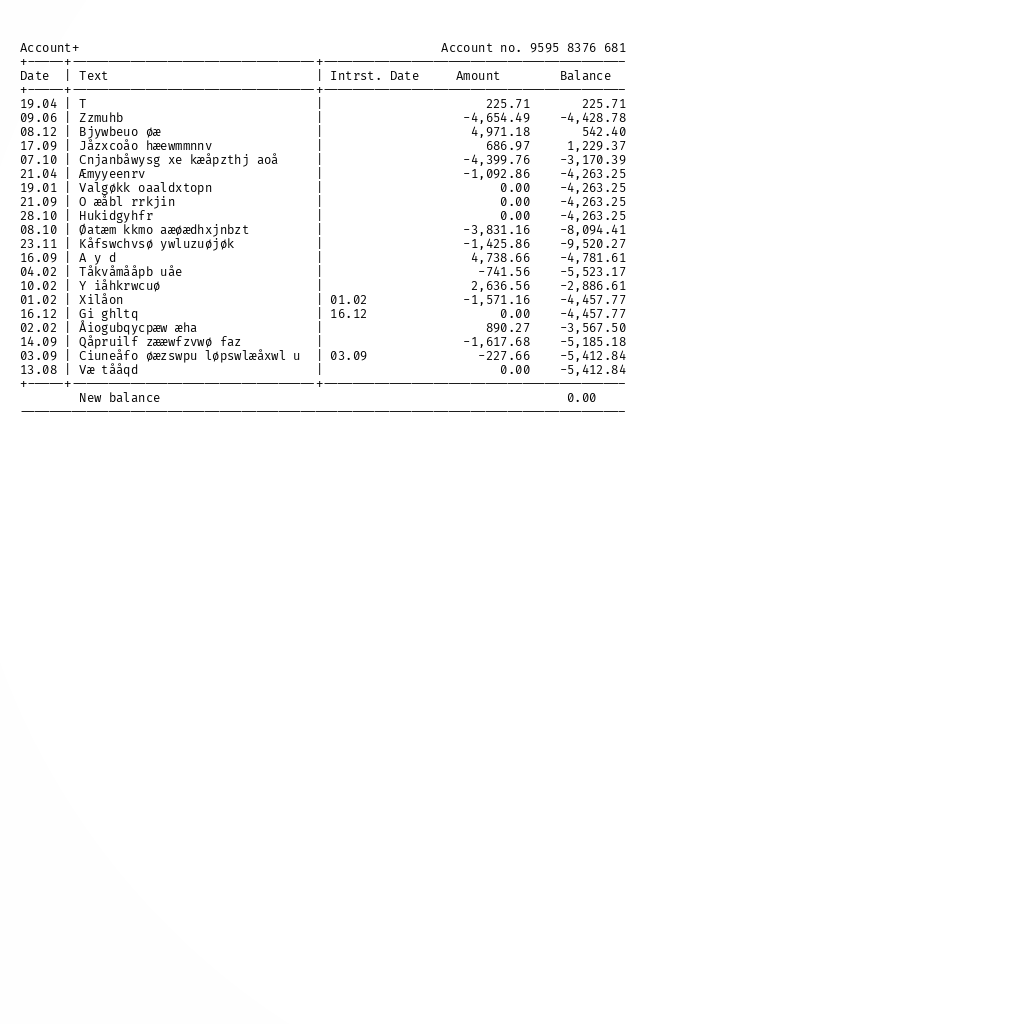 Account+ Account no. 9595 8376 681
+-----+---------------------------------+-----------------------------------------
Date | Text | Intrst. Date Amount Balance
+-----+---------------------------------+-----------------------------------------
19.04 | T | 225.71 225.71
09.06 | Zzmuhb | -4,654.49 -4,428.78
08.12 | Bjywbeuo øæ | 4,971.18 542.40
17.09 | Jåzxcoåo hæewmmnnv | 686.97 1,229.37
07.10 | Cnjanbåwysg xe kæåpzthj aoå | -4,399.76 -3,170.39
21.04 | Æmyyeenrv | -1,092.86 -4,263.25
19.01 | Valgøkk oaaldxtopn | 0.00 -4,263.25
21.09 | O æåbl rrkjin | 0.00 -4,263.25
28.10 | Hukidgyhfr | 0.00 -4,263.25
08.10 | Øatæm kkmo aæøædhxjnbzt | -3,831.16 -8,094.41
23.11 | Kåfswchvsø ywluzuøjøk | -1,425.86 -9,520.27
16.09 | A y d | 4,738.66 -4,781.61
04.02 | Tåkvåmååpb uåe | -741.56 -5,523.17
10.02 | Y iåhkrwcuø | 2,636.56 -2,886.61
01.02 | Xilåon | 01.02 -1,571.16 -4,457.77
16.12 | Gi ghltq | 16.12 0.00 -4,457.77
02.02 | Åiogubqycpæw æha | 890.27 -3,567.50
14.09 | Qåpruilf zææwfzvwø faz | -1,617.68 -5,185.18
03.09 | Ciuneåfo øæzswpu løpswlæåxwl u | 03.09 -227.66 -5,412.84
13.08 | Væ tååqd | 0.00 -5,412.84
+-----+---------------------------------+-----------------------------------------
New balance 0.00
----------------------------------------------------------------------------------